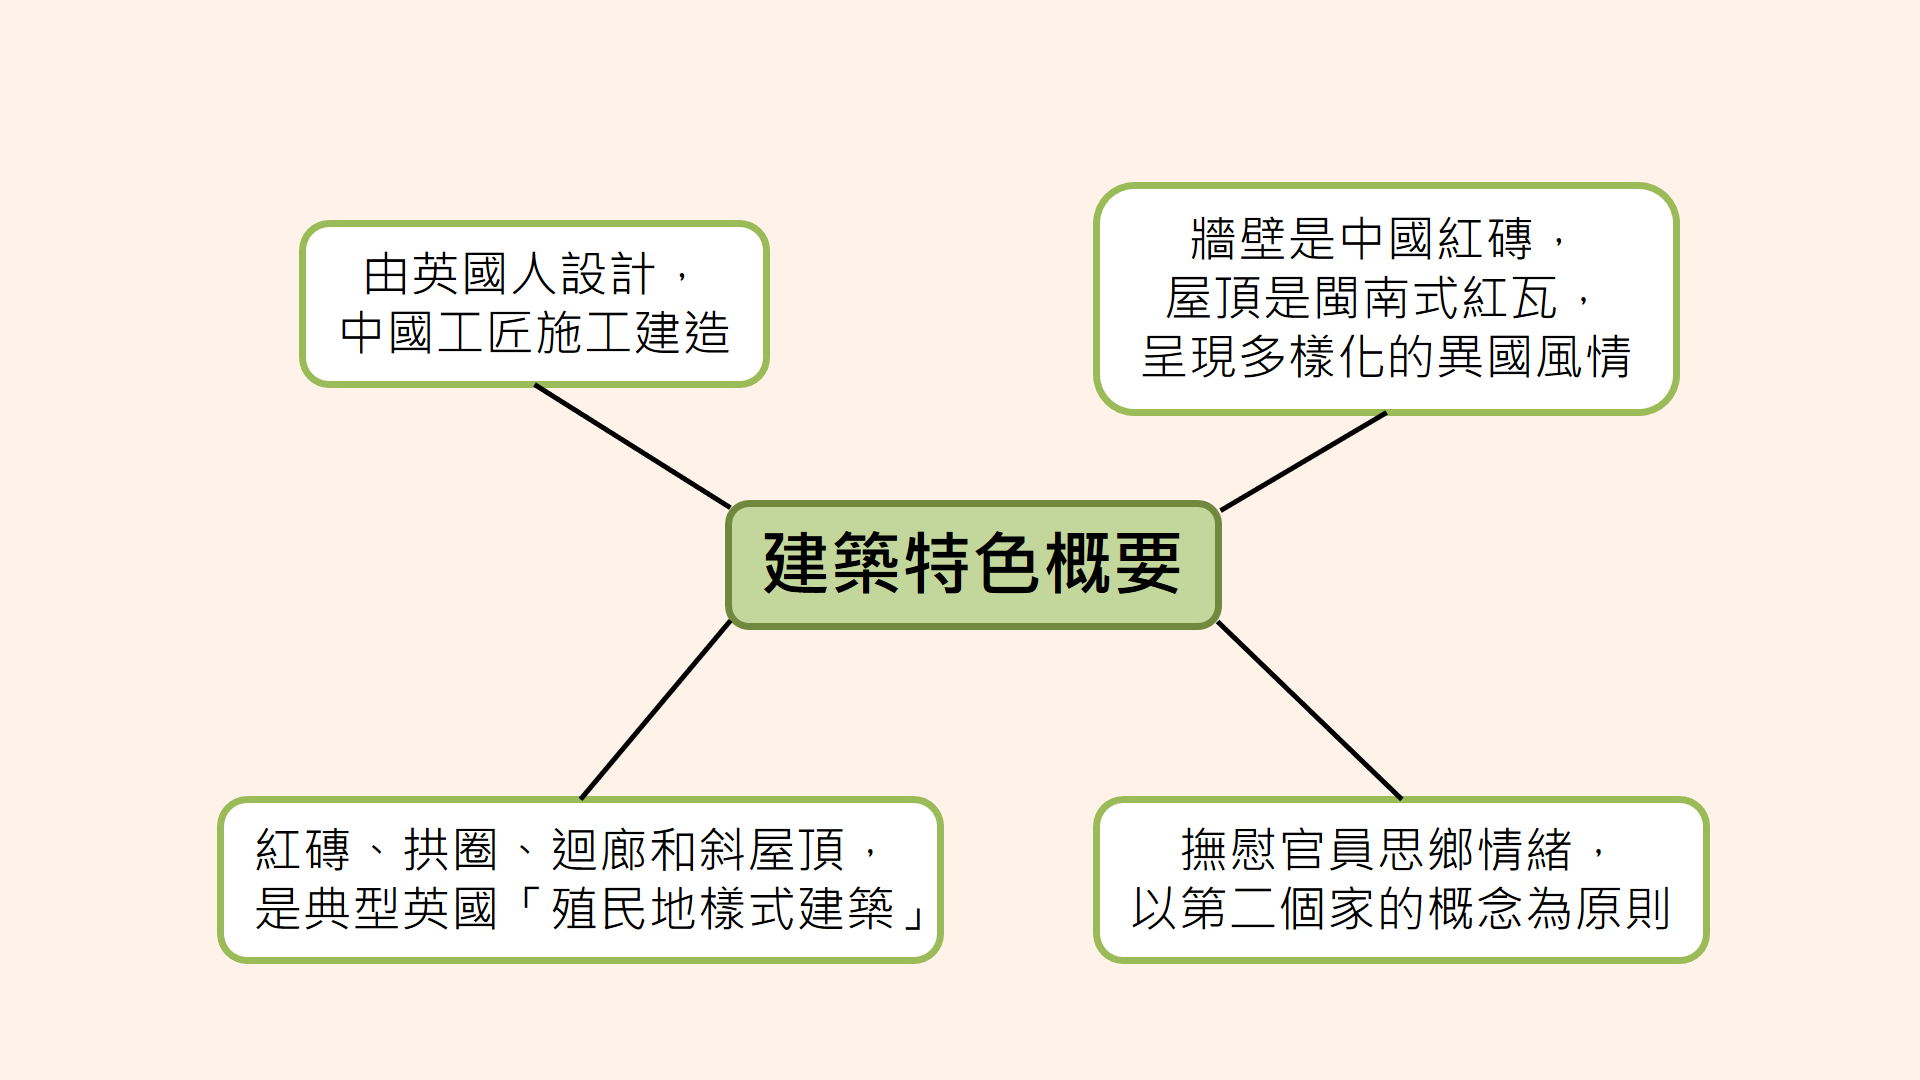 由英國人設計，
中國工匠施工建造
牆壁是中國紅磚，
屋頂是閩南式紅瓦，
呈現多樣化的異國風情
建築特色概要
紅磚、拱圈、迴廊和斜屋頂，
是典型英國「殖民地樣式建築」
撫慰官員思鄉情緒，
以第二個家的概念為原則